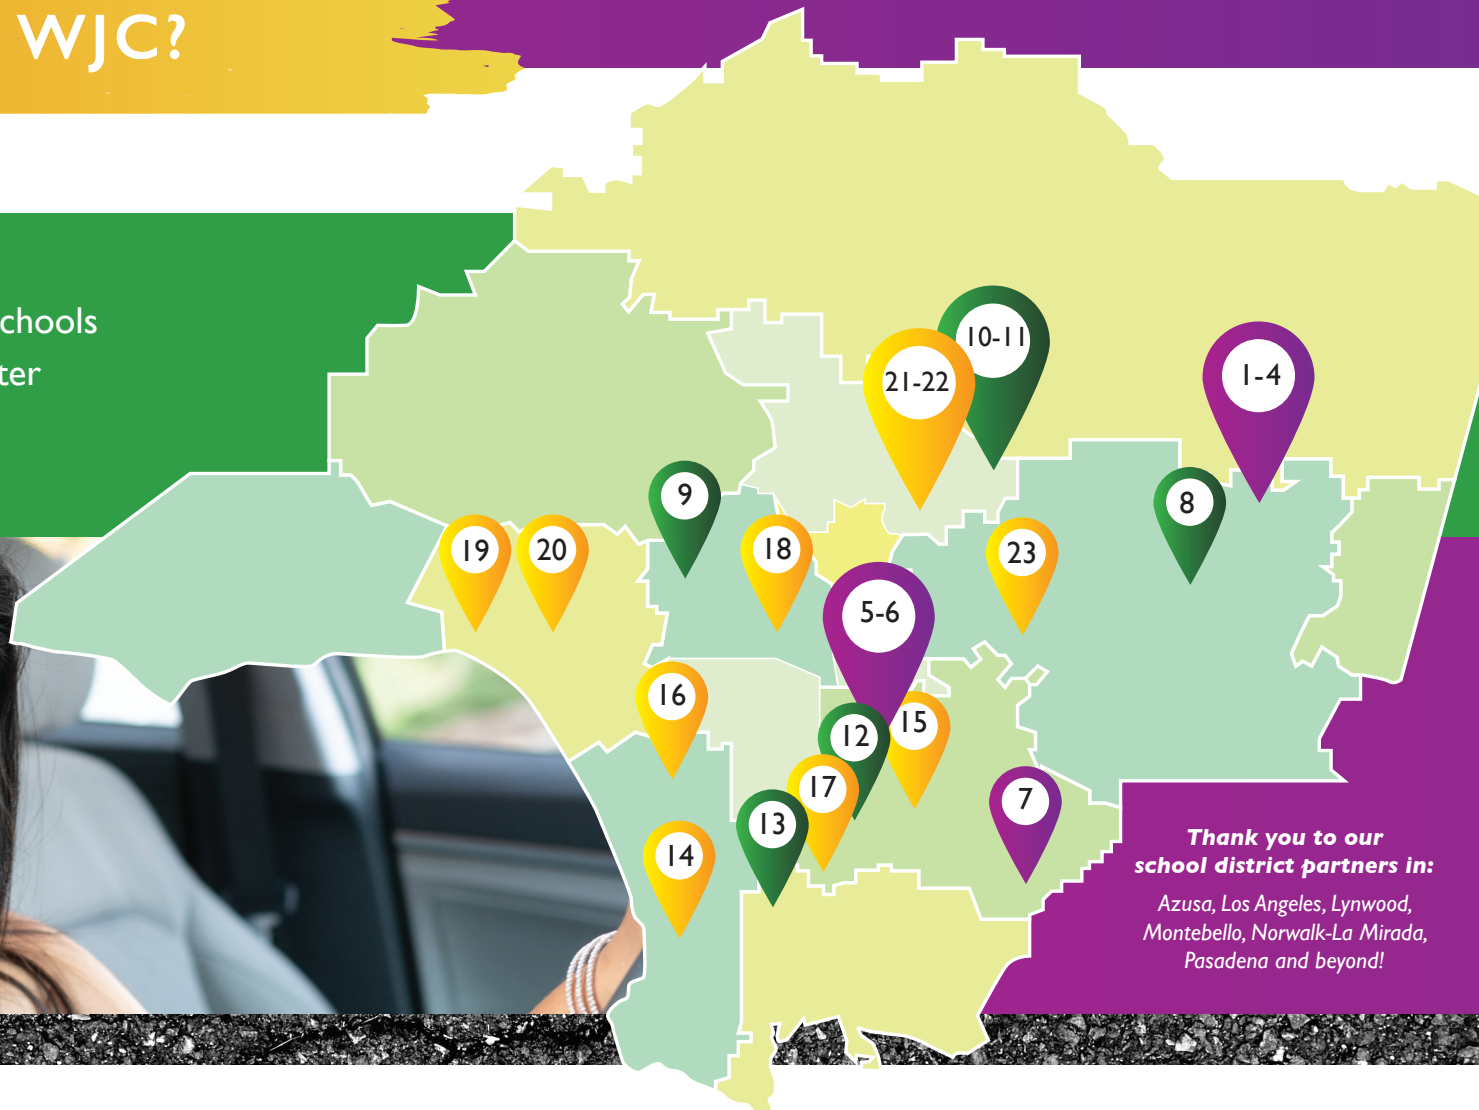 WJC?
chools
ter
10-11
1-4
21-22
9
8
19
20
18
23
5-6
16
15
12
17
7
13
14
Thank you to our
school district partners in:
Azusa, Los Angeles, Lynwood,
Montebello, Norwalk-La Mirada,
Pasadena and beyond!